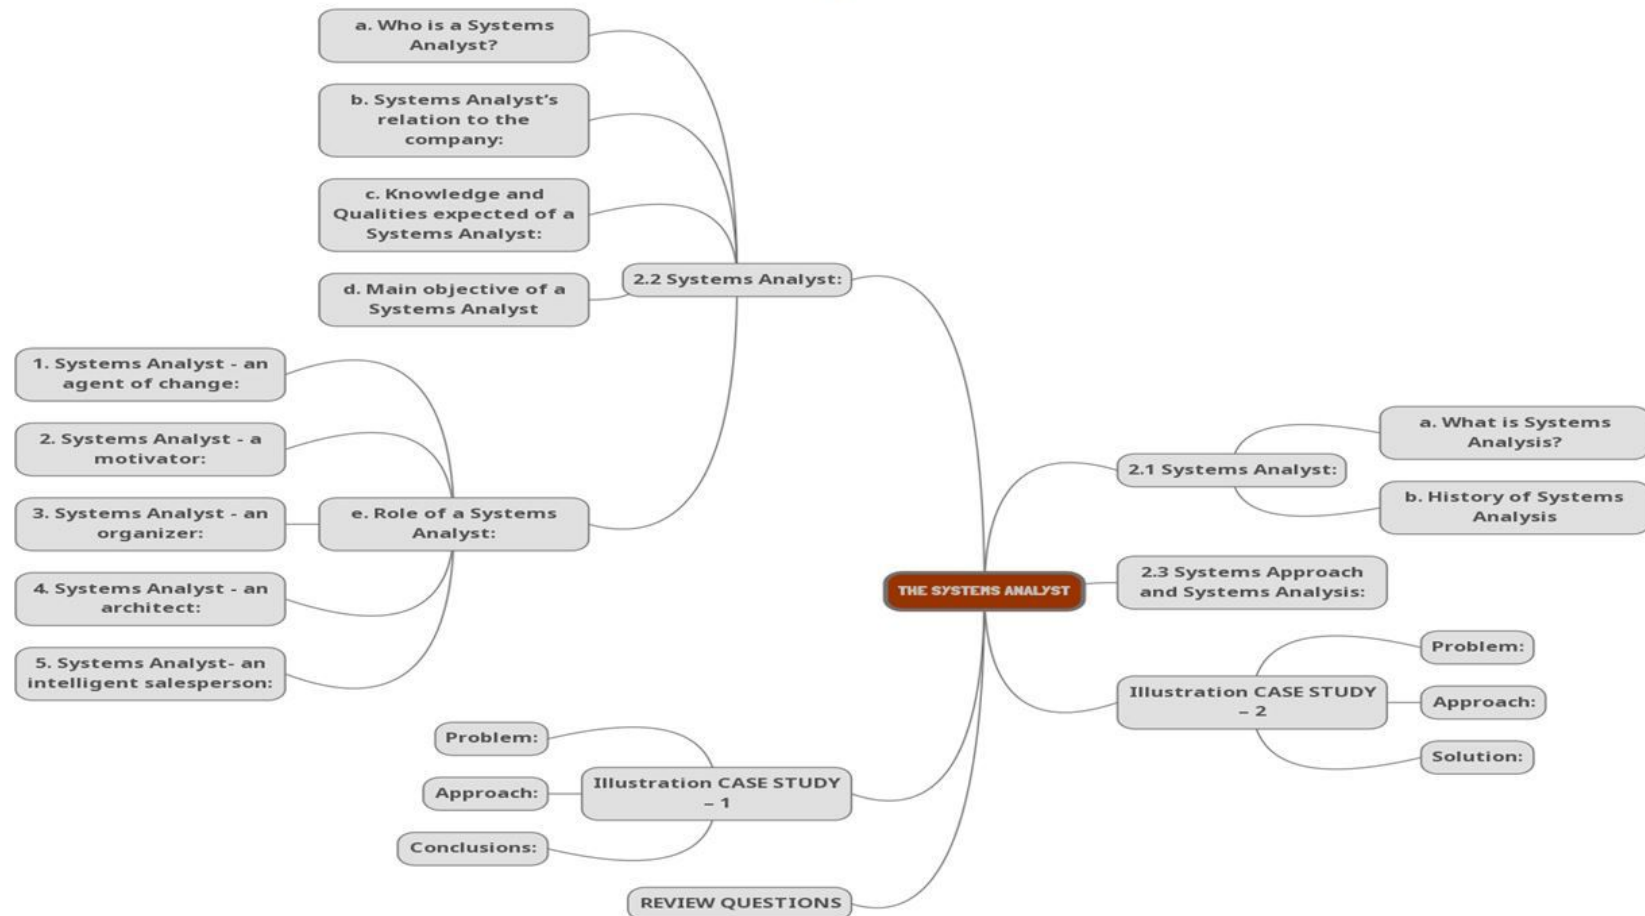 a. Who is a Systems
Analyst?
b. Systems Analyst's
relation to the
company:
c. Knowledge and
Qualities expected of a
Systems Analyst:
d. Main objective of a
Systems Analyst
2.2 Systems Analyst:
1. Systems Analyst - an
agent of change:
2. Systems Analyst - a
motivator:
3. Systems Analyst - an
organizer:
4. Systems Analyst - an
architect:
5. Systems Analyst- an
intelligent salesperson:
e. Role of a Systems
Analyst:
THE SYSTEMS ANALYST
2.1 Systems Analyst:
a. What is Systems
Analysis?
b. History of Systems
Analysis
2.3 Systems Approach
and Systems Analysis:
Illustration CASE STUDY
– 2
Problem:
Approach:
Solution:
Problem:
Approach:
Conclusions:
Illustration CASE STUDY
– 1
REVIEW QUESTIONS